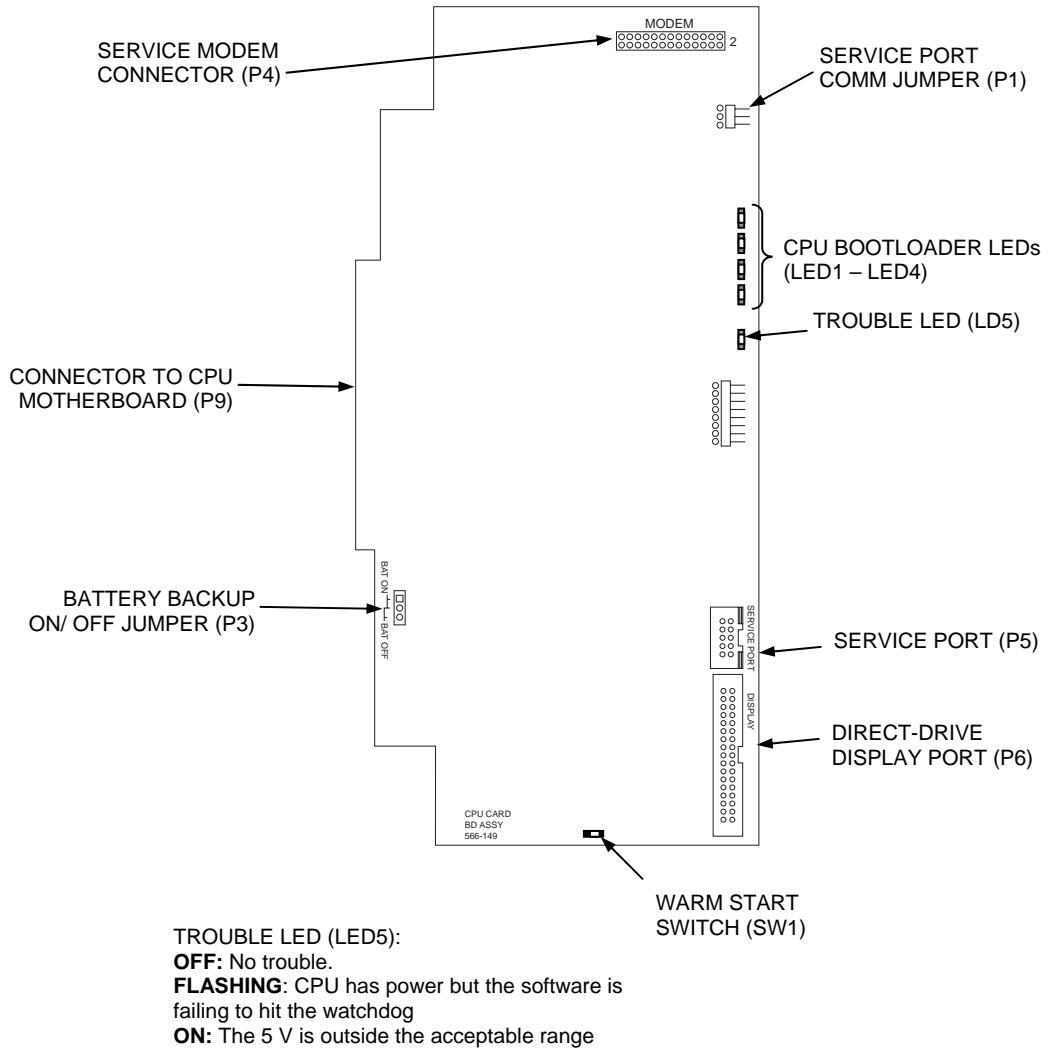 MODEM
2
SERVICE MODEM
CONNECTOR (P4)
SERVICE PORT
COMM JUMPER (P1)
CPU BOOTLOADER LEDs
(LED1 – LED4)
TROUBLE LED (LD5)
CONNECTOR TO CPU
MOTHERBOARD (P9)
BAT ON
BAT OFF
BATTERY BACKUP
ON/ OFF JUMPER (P3)
SERVICE PORT
SERVICE PORT (P5)
DISPLAY
DIRECT-DRIVE
DISPLAY PORT (P6)
CPU CARD
BD ASSY
566-149
WARM START
SWITCH (SW1)
TROUBLE LED (LED5):
OFF: No trouble.
FLASHING: CPU has power but the software is
failing to hit the watchdog
ON: The 5 V is outside the acceptable range